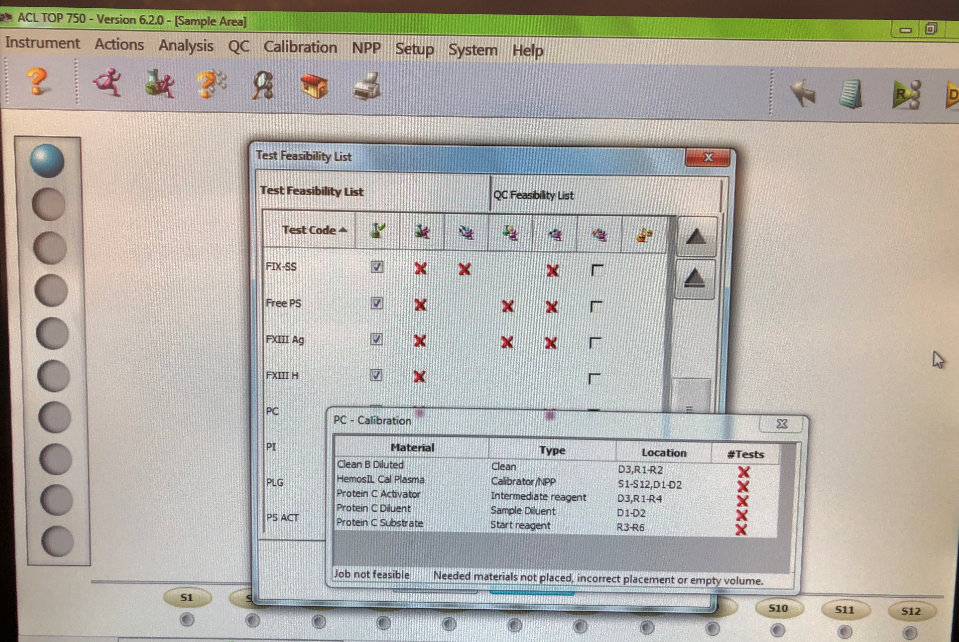 ACL TOP 750 - Version 6.2.0 - [Sample Area]
Instrument Actions Analysis QC Calibration NPP Setup System Help
R D
Test Feasibility List
Test Feasibility List QC Feasibility List
Test Code
FIX-SS
Free PS
FXIII Ag
FXIII H
PC
PI
PLG
PS ACT
PC - Calibration
Material Type Location #Tests
Clean B Diluted Clean D3,R1-R2
HemosIL Cal Plasma Calibrator/NPP S1-S12,D1-D2
Protein C Activator Intermediate reagent D3,R1-R4
Protein C Diluent Sample Diluent D1-D2
Protein C Substrate Start reagent R3-R6
Job not feasible Needed materials not placed, incorrect placement or empty volume.
S1 S10 S11 S12